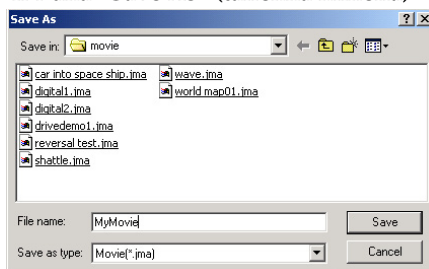 Save As
Save in: movie
car into space ship.jma
digital1.jma
digital2.jma
drivedemo1.jma
reversal test.jma
shattle.jma
wave.jma
world map01.jma
File name: MyMovie Save
Save as type: Movie(*.jma) Cancel